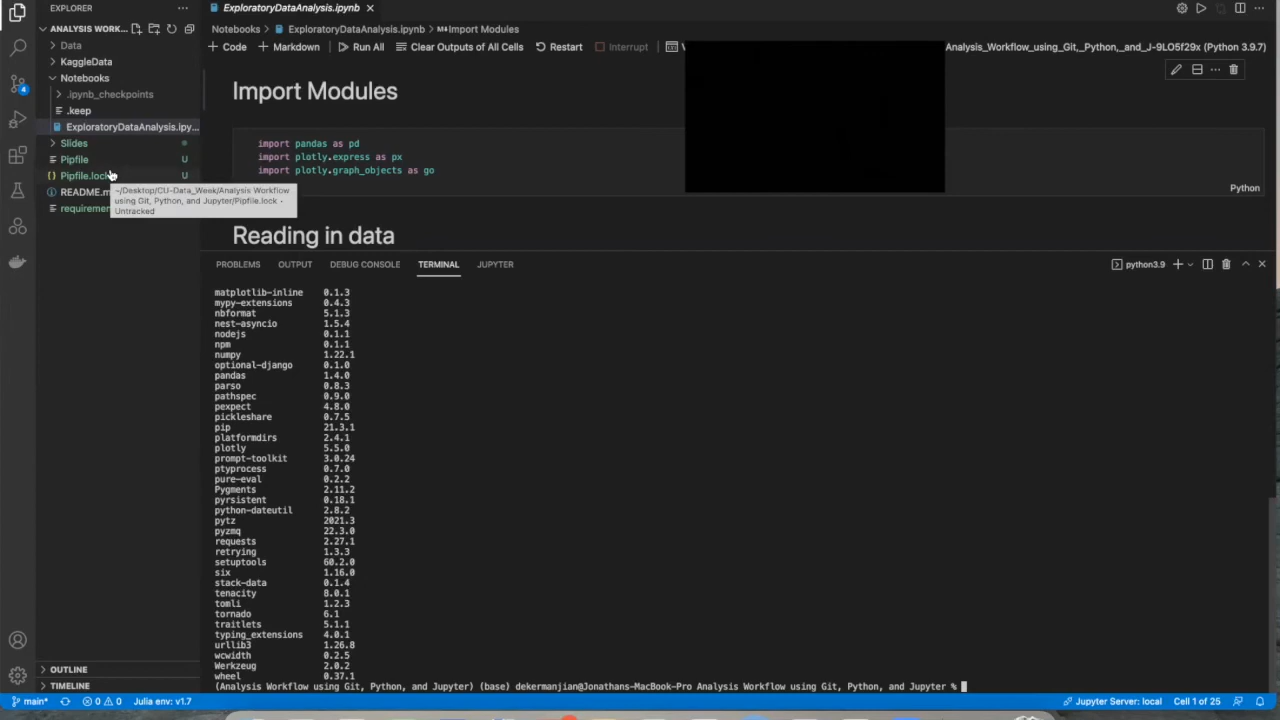 EXPLORER
ExploratoryDataAnalysis.ipynb
ANALYSIS WORK...
Data
KaggleData
Notebooks
.ipynb_checkpoints
.keep
ExploratoryDataAnalysis.ipy...
Slides
Pipfile U
Pipfile.lock U
README.m
requiremen
~/Desktop/CU-Data_Week/Analysis Workflow
using Git, Python, and Jupyter/Pipfile.lock •
Untracked
4
OUTLINE
TIMELINE
Notebooks > ExploratoryDataAnalysis.ipynb > Import Modules
+ Code + Markdown Run All Clear Outputs of All Cells Restart Interrupt V
Analysis_Workflow_using_Git,_Python,_and_J-9LO5f29x (Python 3.9.7)
Import Modules
import pandas as pd
import plotly.express as px
import plotly.graph_objects as go
Python
Reading in data
PROBLEMS OUTPUT DEBUG CONSOLE TERMINAL JUPYTER
python3.9
matplotlib-inline 0.1.3
mypy-extensions 0.4.3
nbformat 5.1.3
nest-asyncio 1.5.4
nodejs 0.1.1
npm 0.1.1
numpy 1.22.1
optional-django 0.1.0
pandas 1.4.0
parso 0.8.3
pathspec 0.9.0
pexpect 4.8.0
pickleshare 0.7.5
pip 21.3.1
platformdirs 2.4.1
plotly 5.5.0
prompt-toolkit 3.0.24
ptyprocess 0.7.0
pure-eval 0.2.2
Pygments 2.11.2
pyrsistent 0.18.1
python-dateutil 2.8.2
pytz 2021.3
pyzmq 22.3.0
requests 2.27.1
retrying 1.3.3
setuptools 60.2.0
six 1.16.0
stack-data 0.1.4
tenacity 8.0.1
tomli 1.2.3
tornado 6.1
traitlets 5.1.1
typing_extensions 4.0.1
urllib3 1.26.8
wcwidth 0.2.5
Werkzeug 2.0.2
wheel 0.37.1
(Analysis Workflow using Git, Python, and Jupyter) (base) dekermanjian@Jonathans-MacBook-Pro Analysis Workflow using Git, Python, and Jupyter %
main* 0 0 Julia env: v1.7 Jupyter Server: local Cell 1 of 25